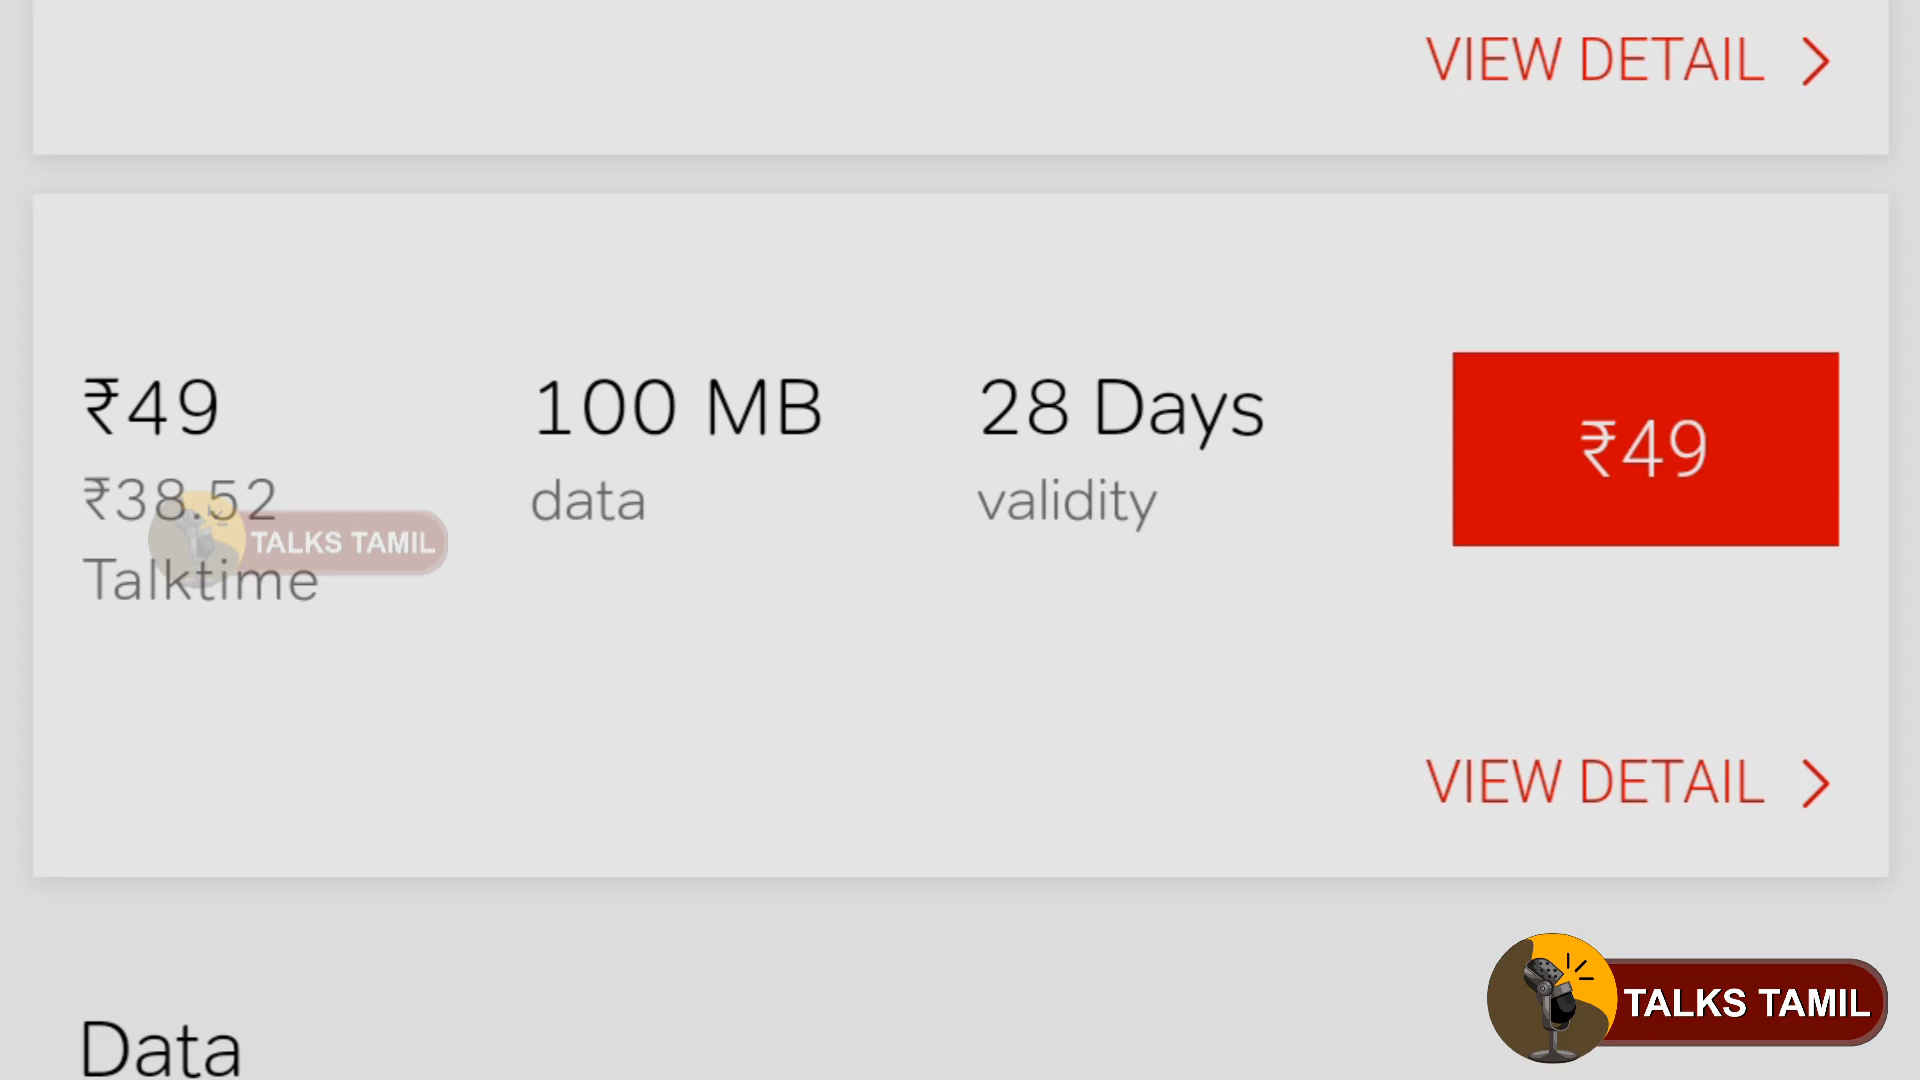 VIEW DETAIL
₹49 100 MB 28 Days ₹49
₹38.52 data validity
TALKS TAMIL
Talktime
VIEW DETAIL
TALKS TAMIL
Data